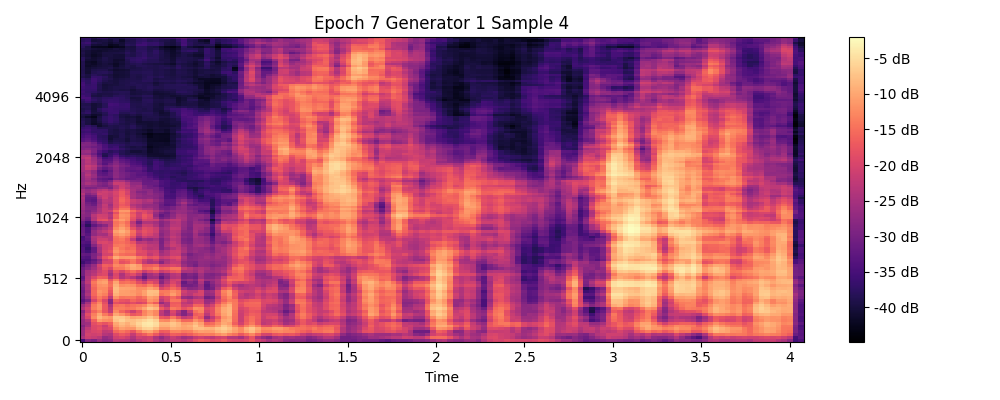 Epoch 7 Generator 1 Sample 4
Hz
4096
2048
1024
512
0
0
0.5
1
1.5
2
2.5
3
3.5
4
Time
-5 dB
-10 dB
-15 dB
-20 dB
-25 dB
-30 dB
-35 dB
-40 dB